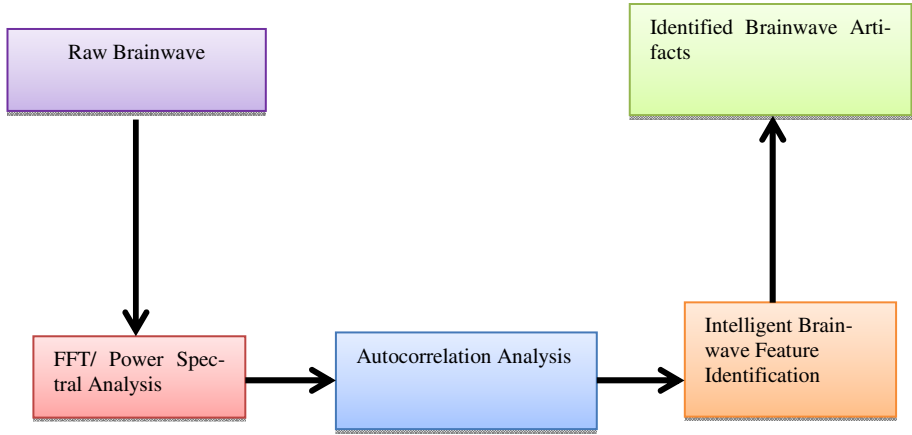 Raw Brainwave
Identified Brainwave Arti-
facts
FFT/ Power Spec-
tral Analysis
Autocorrelation Analysis
Intelligent Brain-
wave Feature
Identification